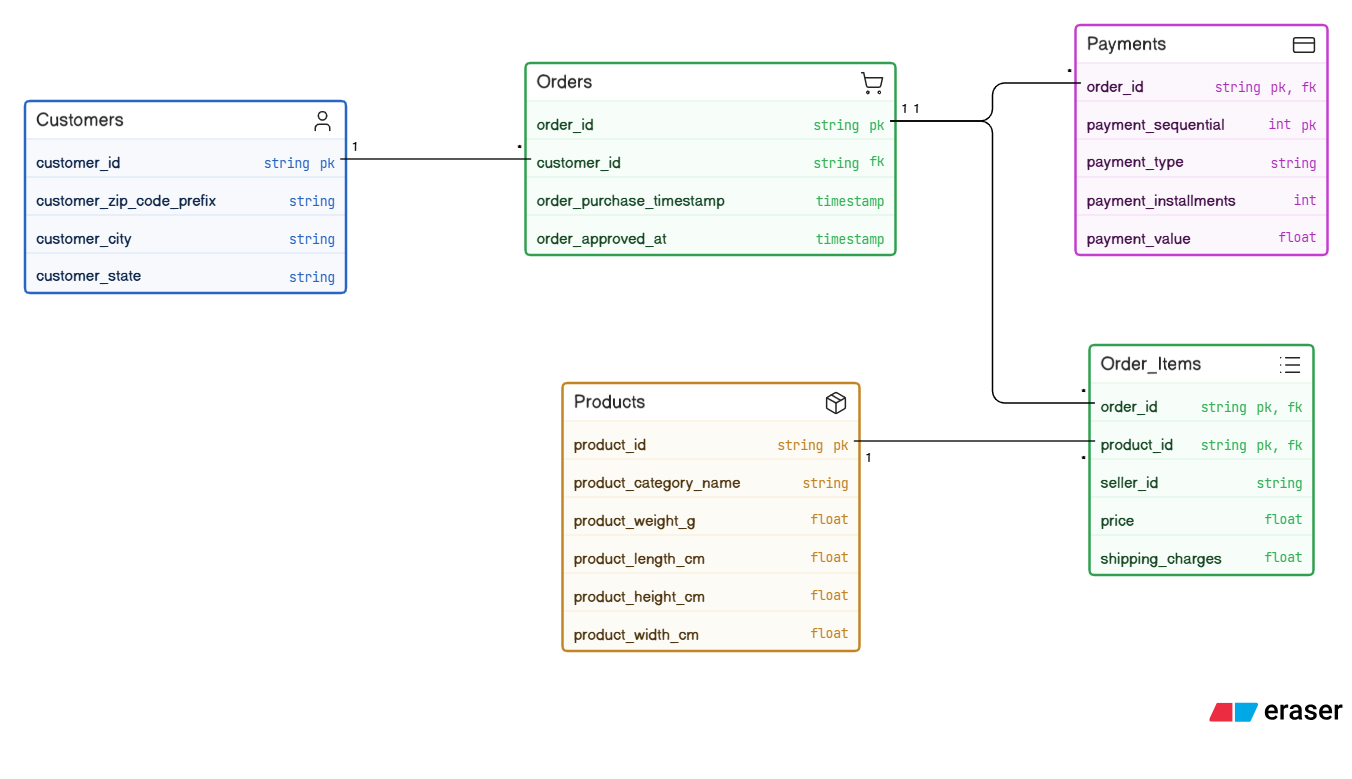 Customers
customer_id string pk
customer_zip_code_prefix string
customer_city string
customer_state string
1
Orders
order_id string pk
customer_id string fk
order_purchase_timestamp timestamp
order_approved_at timestamp
1 1
Payments
order_id string pk, fk
payment_sequential int pk
payment_type string
payment_installments int
payment_value float
Products
product_id string pk
product_category_name string
product_weight_g float
product_length_cm float
product_height_cm float
product_width_cm float
1
Order_Items
order_id string pk, fk
product_id string pk, fk
seller_id string
price float
shipping_charges float
eraser